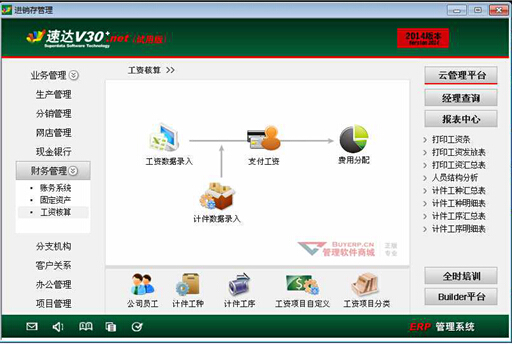 进销存管理
速达V30+.net 试用版
Superdata Software Technology
2014版本
工资核算 >>
业务管理
生产管理
分销管理
网店管理
现金银行
财务管理
账务系统
固定资产
工资核算
分支机构
客户关系
办公管理
项目管理
工资数据录入
支付工资
费用分配
计件数据录入
BUYERP.CN 正版
管理软件商城 专业
公司员工
计件工种
计件工序
工资项目自定义
工资项目分类
云管理平台
经理查询
报表中心
打印工资条
打印工资发放表
打印工资汇总表
人员结构分析
计件工种汇总表
计件工种明细表
计件工序汇总表
计件工序明细表
全时培训
Builder平台
ERP 管理系统